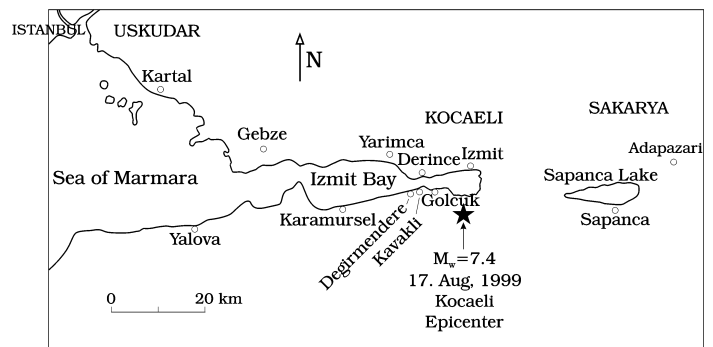 ISTANBUL
USKUDAR
Kartal
N
KOCAELI
SAKARYA
Gebze
Yarimca
Derince
Izmit
Adapazari
Sea of Marmara
Izmit Bay
Sapanca Lake
Karamursel
Degirmendere
Kavakli
Golcuk
Sapanca
Yalova
Mw=7.4
17. Aug, 1999
Kocaeli
Epicenter
0 20 km